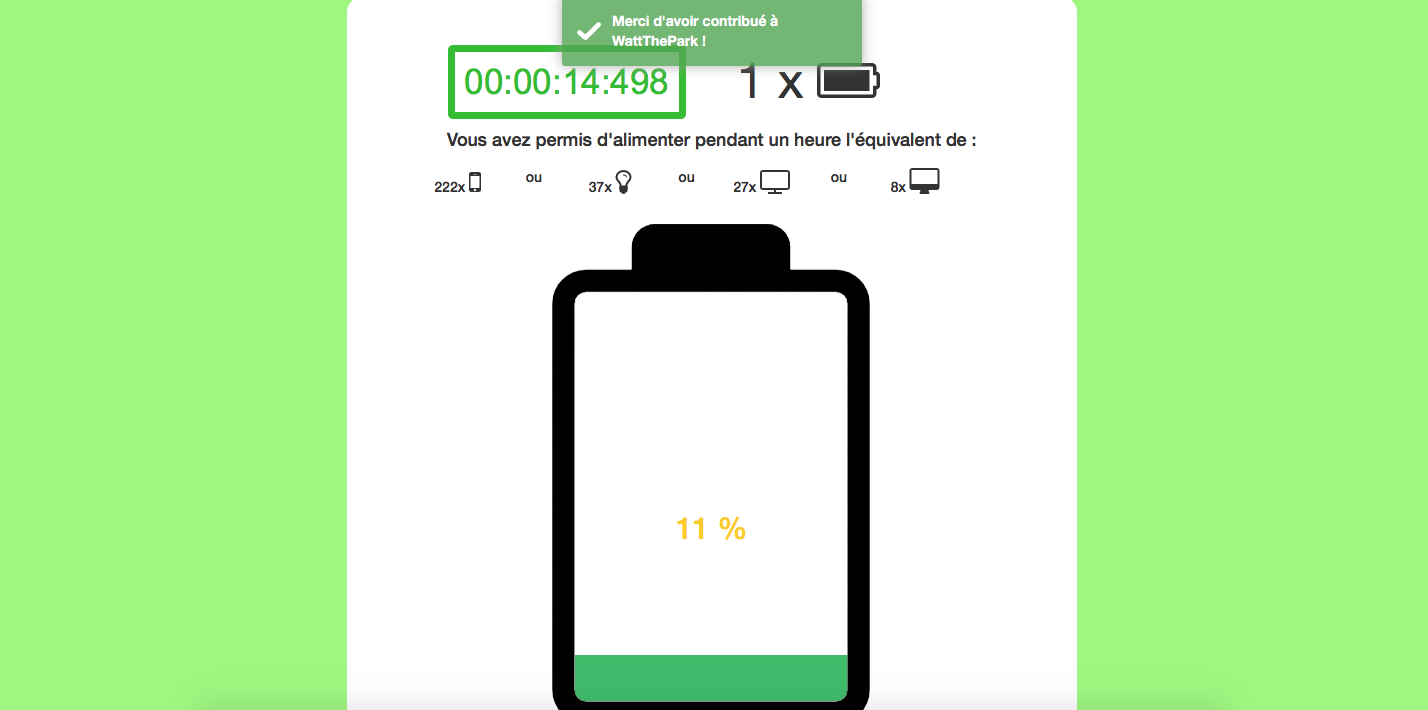 Merci d'avoir contribué à
WattThePark !
00:00:14:498
1 x
Vous avez permis d'alimenter pendant un heure l'équivalent de :
222x ou 37x ou 27x ou 8x
11 %